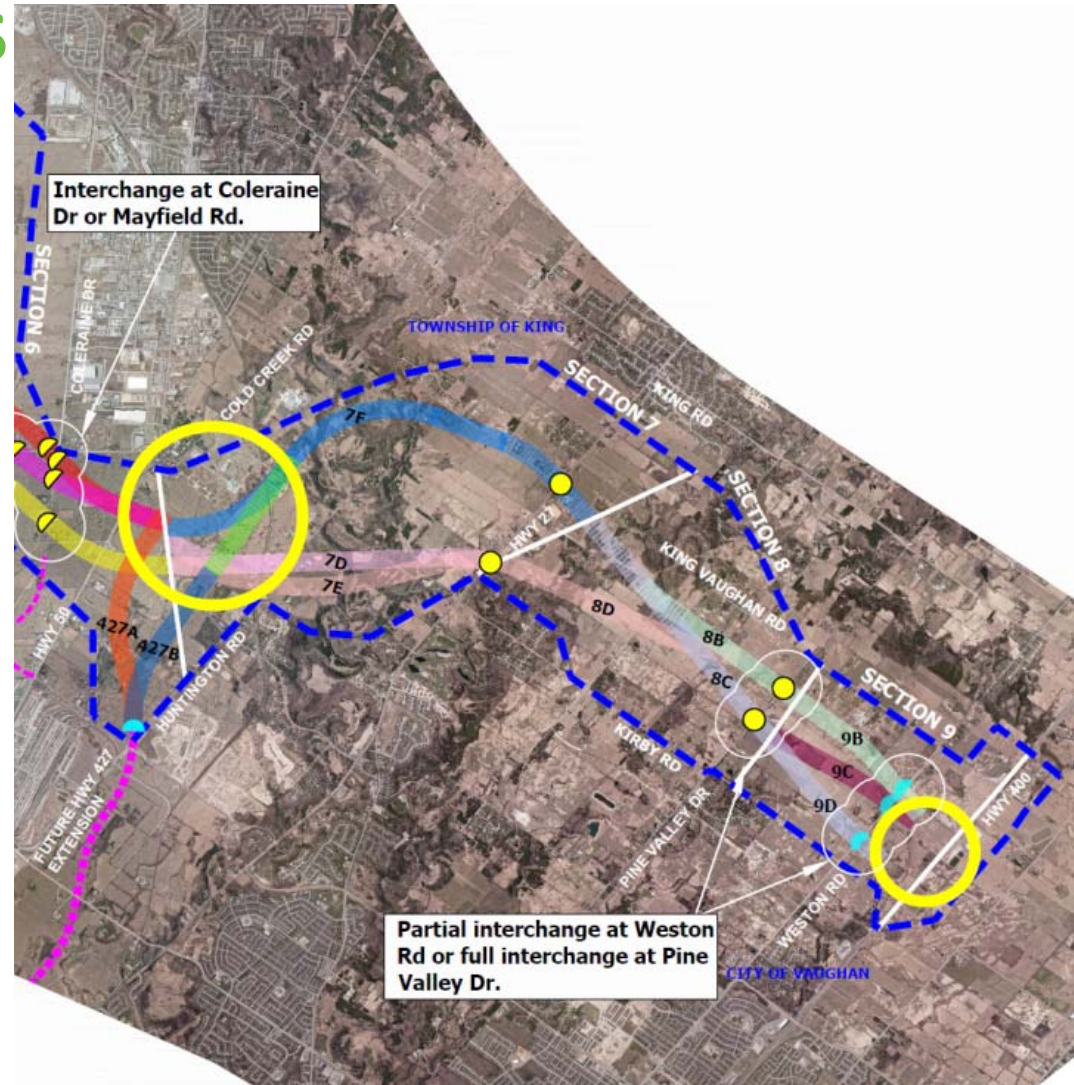 S
Interchange at Coleraine
Dr or Mayfield Rd.
SECTION 6
COLERAINE DR
COLD CREEK RD
TOWNSHIP OF KING
SECTION 7
KING RD
7F
HWY 27
SECTION 8
KING VAUGHAN RD
7D
7E
8D
8B
8C
SECTION 9
427A
427B
HWY 50
HUNTINGTON RD
KIRBY RD
9B
9C
9D
HWY 400
FUTURE HWY 427
EXTENSION
PINE VALLEY DR
WESTON RD
Partial interchange at Weston
Rd or full interchange at Pine
Valley Dr.
CITY OF VAUGHAN